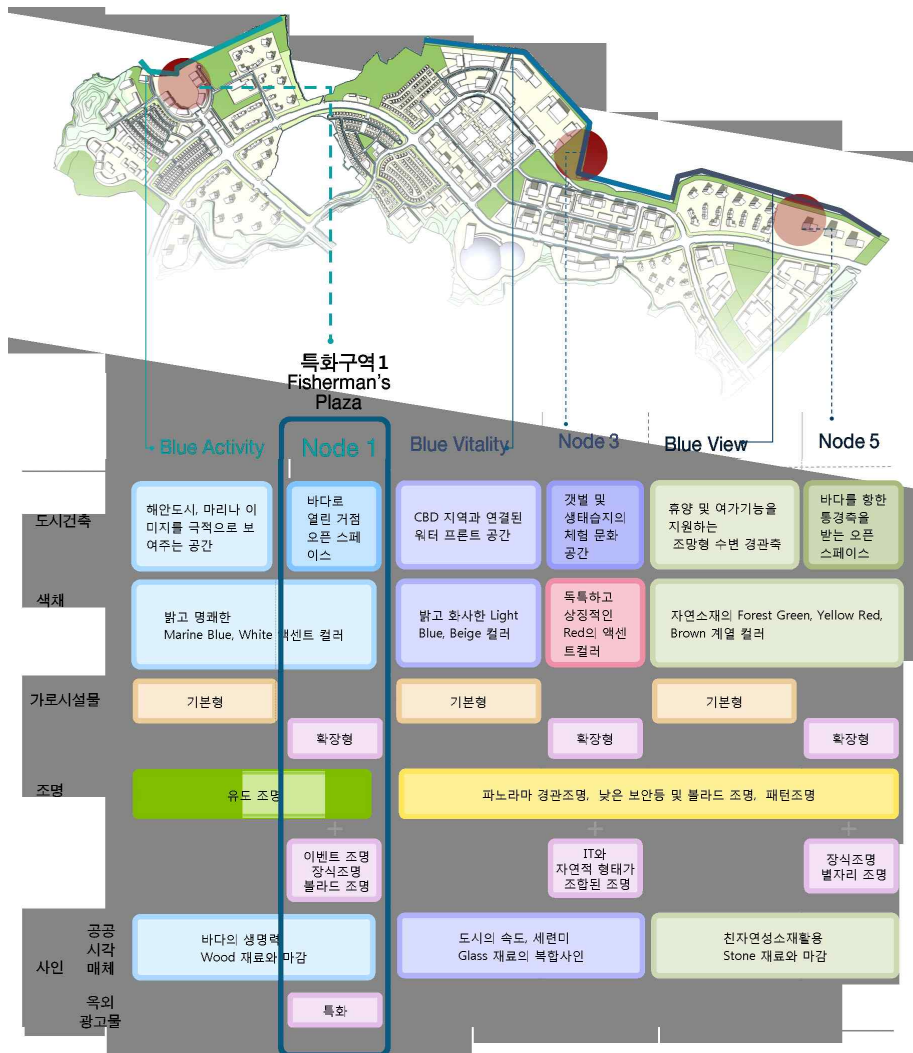 특화구역1
Fisherman's
Plaza
Blue Activity
Node 1
Blue Vitality
Node 3
Blue View
Node 5
도시건축
해안도시, 마리나 이
미지를 극적으로 보
여주는 공간
바다로
열린 거점
오픈 스페
이스
CBD 지역과 연결된
워터 프론트 공간
갯벌 및
생태습지의
체험 문화
공간
휴양 및 여가기능을
지원하는
조망형 수변 경관축
바다를 향한
통경축을
받는 오픈
스페이스
색채
밝고 명쾌한
Marine Blue, White 액센트 컬러
밝고 화사한 Light
Blue, Beige 컬러
독특하고
상징적인
Red의 액센
트컬러
자연소재의 Forest Green, Yellow Red,
Brown 계열 컬러
가로시설물
기본형
기본형
기본형
확장형
확장형
확장형
조명
유도 조명
파노라마 경관조명, 낮은 보안등 및 볼라드 조명, 패턴조명
+
+
+
이벤트 조명
장식조명
볼라드 조명
IT와
자연적 형태가
조합된 조명
장식조명
별자리 조명
사인
공공
시각
매체
바다의 생명력
Wood 재료와 마감
도시의 속도, 세련미
Glass 재료의 복합사인
친자연성소재활용
Stone 재료와 마감
옥외
광고물
특화